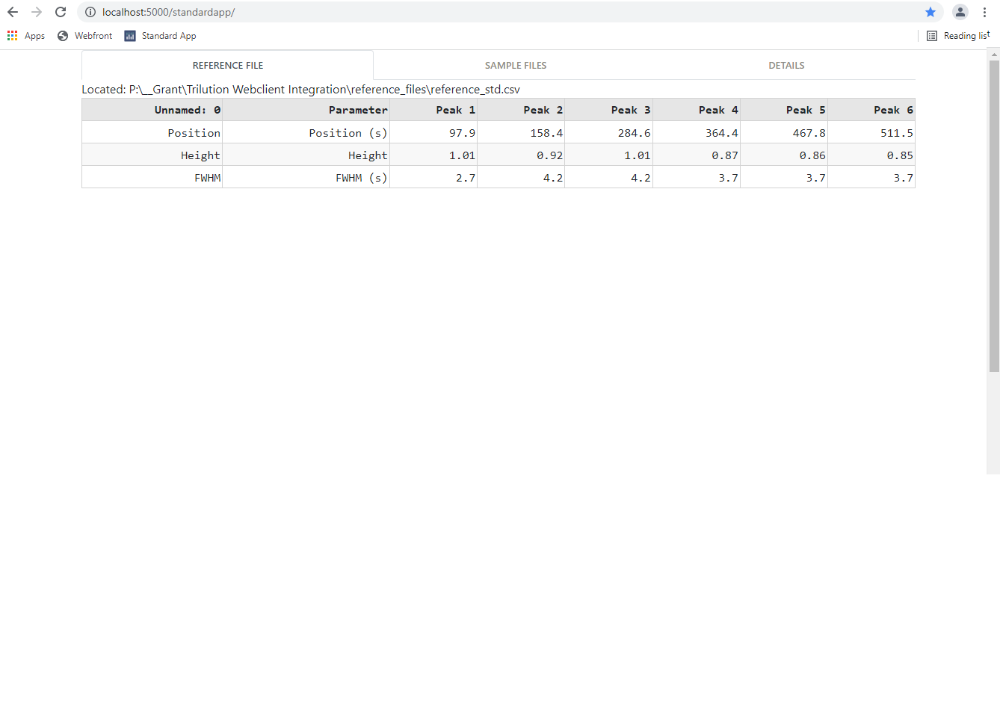 localhost:5000/standardapp/
Apps Webfront Standard App Reading list
REFERENCE FILE SAMPLE FILES DETAILS
Located: P:\__Grant\Trilution Webclient Integration\reference_files\reference_std.csv
Unnamed: 0 Parameter Peak 1 Peak 2 Peak 3 Peak 4 Peak 5 Peak 6
Position Position (s) 97.9 158.4 284.6 364.4 467.8 511.5
Height Height 1.01 0.92 1.01 0.87 0.86 0.85
FWHM FWHM (s) 2.7 4.2 4.2 3.7 3.7 3.7